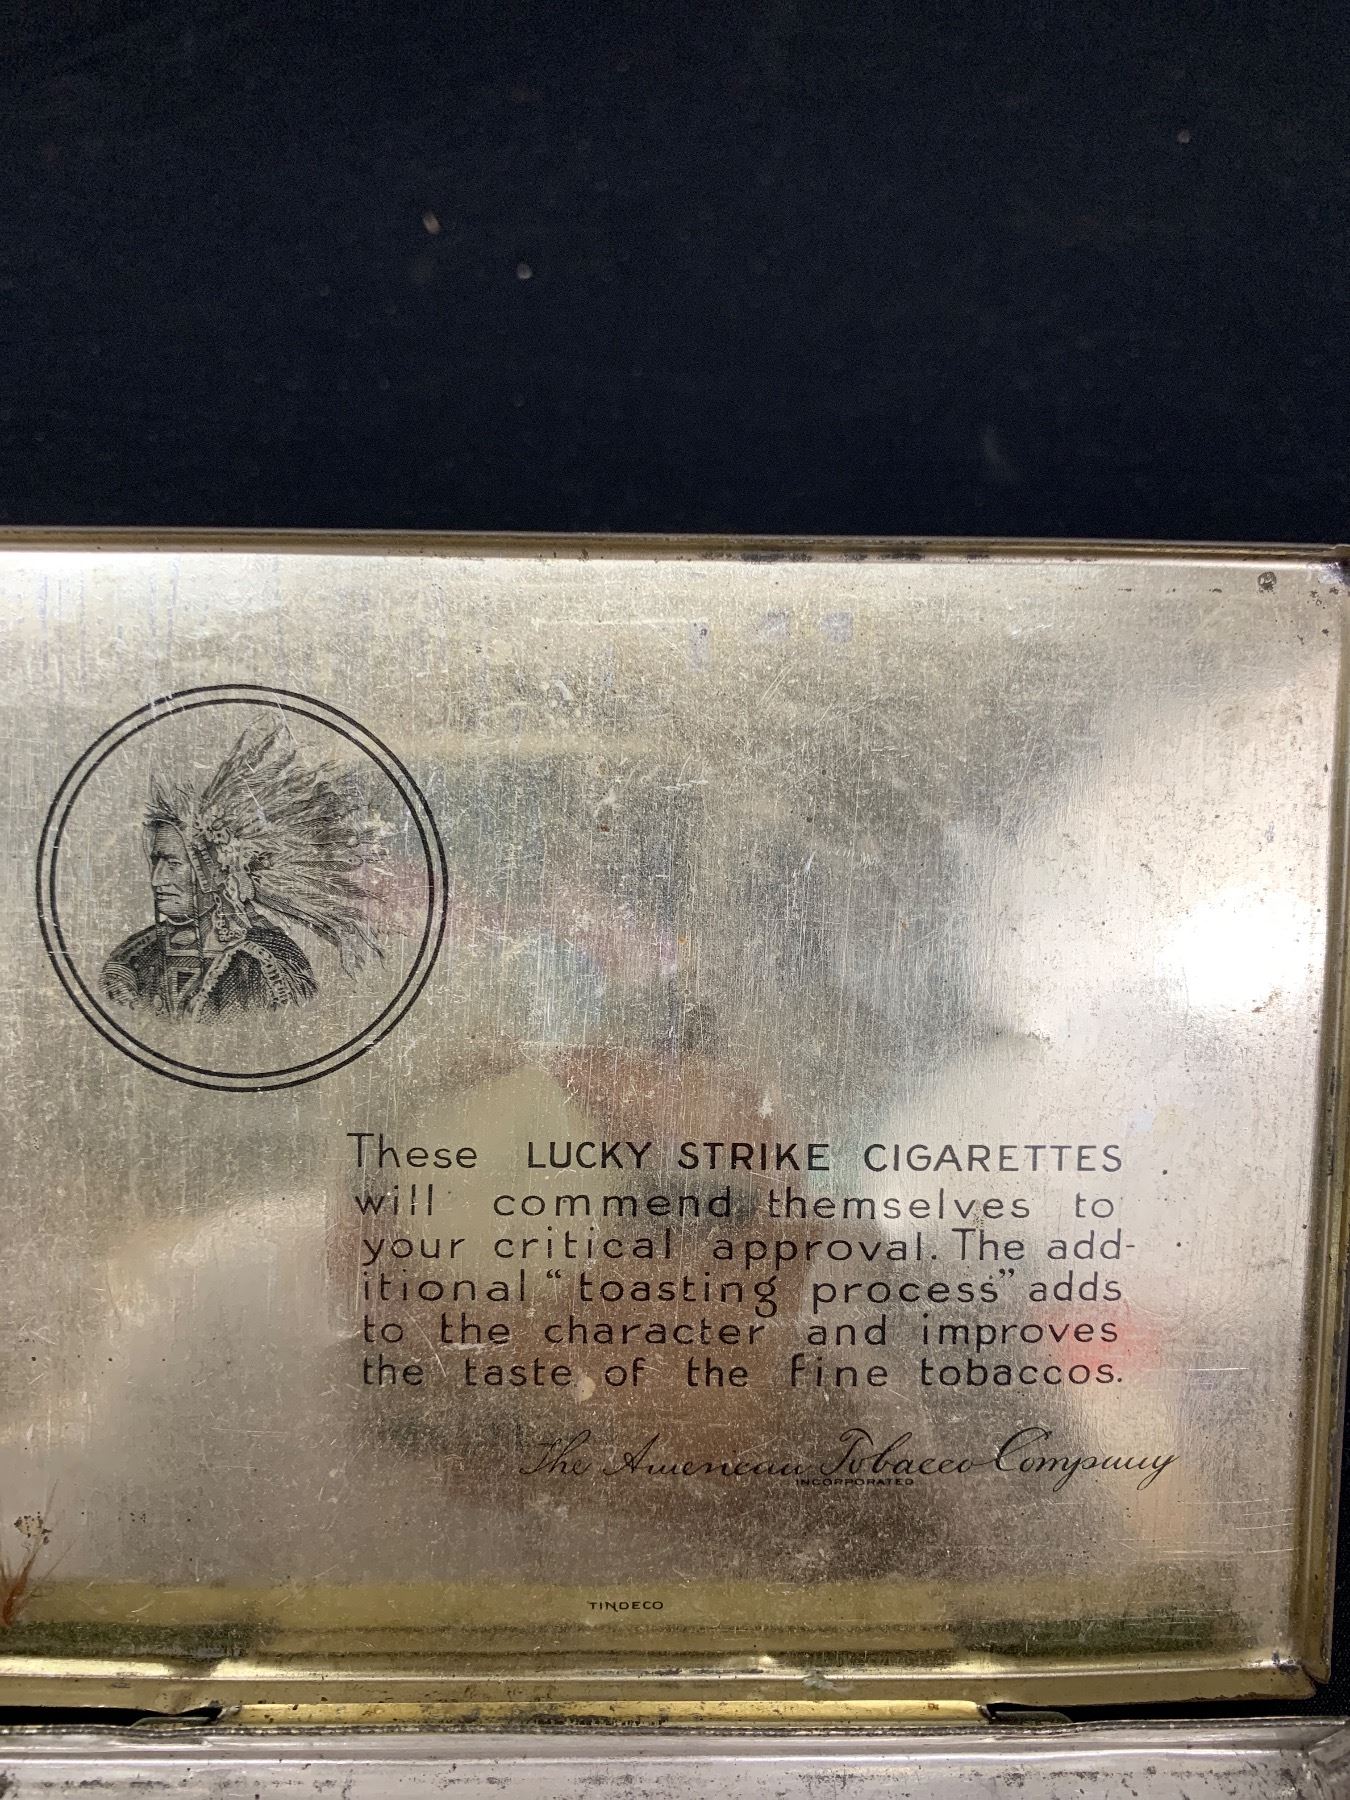 These LUCKY STRIKE CIGARETTES
will commend themselves to
your critical approval. The add-
itional “toasting process” adds
to the character and improves
the taste of the fine tobaccos.
The American Tobacco Company
INCORPORATED
TINDECO